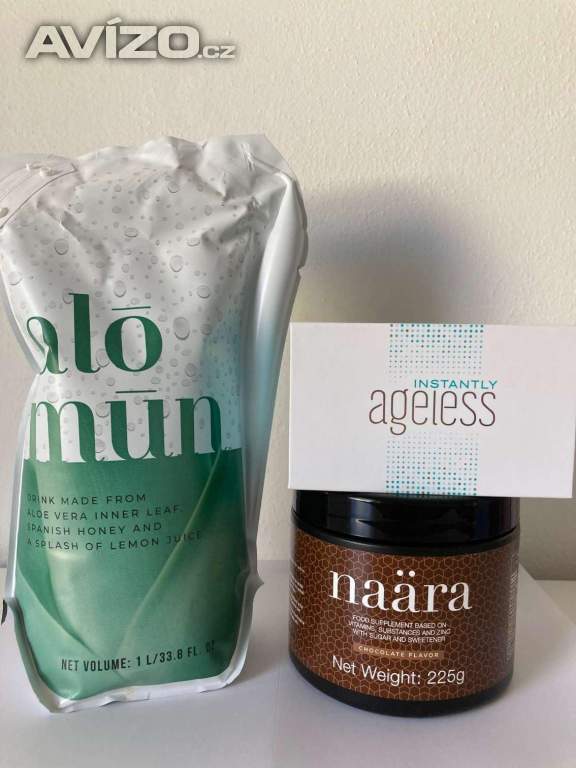 AVÍZO.cz
alō
mūn
DRINK MADE FROM
ALOE VERA INNER LEAF,
SPANISH HONEY AND
A SPLASH OF LEMON JUICE
NET VOLUME: 1 L/33.8 FL. OZ
INSTANTLY
ageless
naära
FOOD SUPPLEMENT BASED ON
VITAMINS, SUBSTANCES AND ZINC
WITH SUGAR AND SWEETENER
CHOCOLATE FLAVOR
Net Weight: 225g